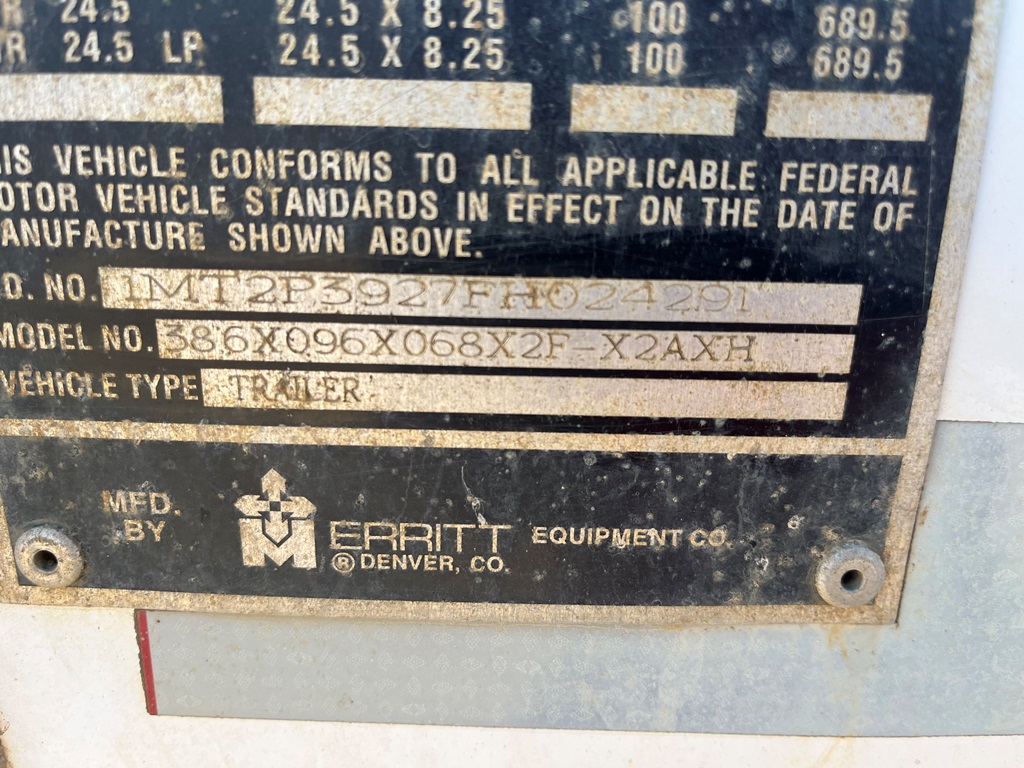 R 24.5 24.5 X 8.25 100 689.5
R 24.5 LP 24.5 X 8.25 100 689.5
IS VEHICLE CONFORMS TO ALL APPLICABLE FEDERAL
OTOR VEHICLE STANDARDS IN EFFECT ON THE DATE OF
ANUFACTURE SHOWN ABOVE.
.D. NO. 1MT2P3927FH024291
MODEL NO. 386X096X068X2F-X2AXH
VEHICLE TYPE TRAILER
MFD. BY
MERRITT EQUIPMENT CO.
® DENVER, CO.